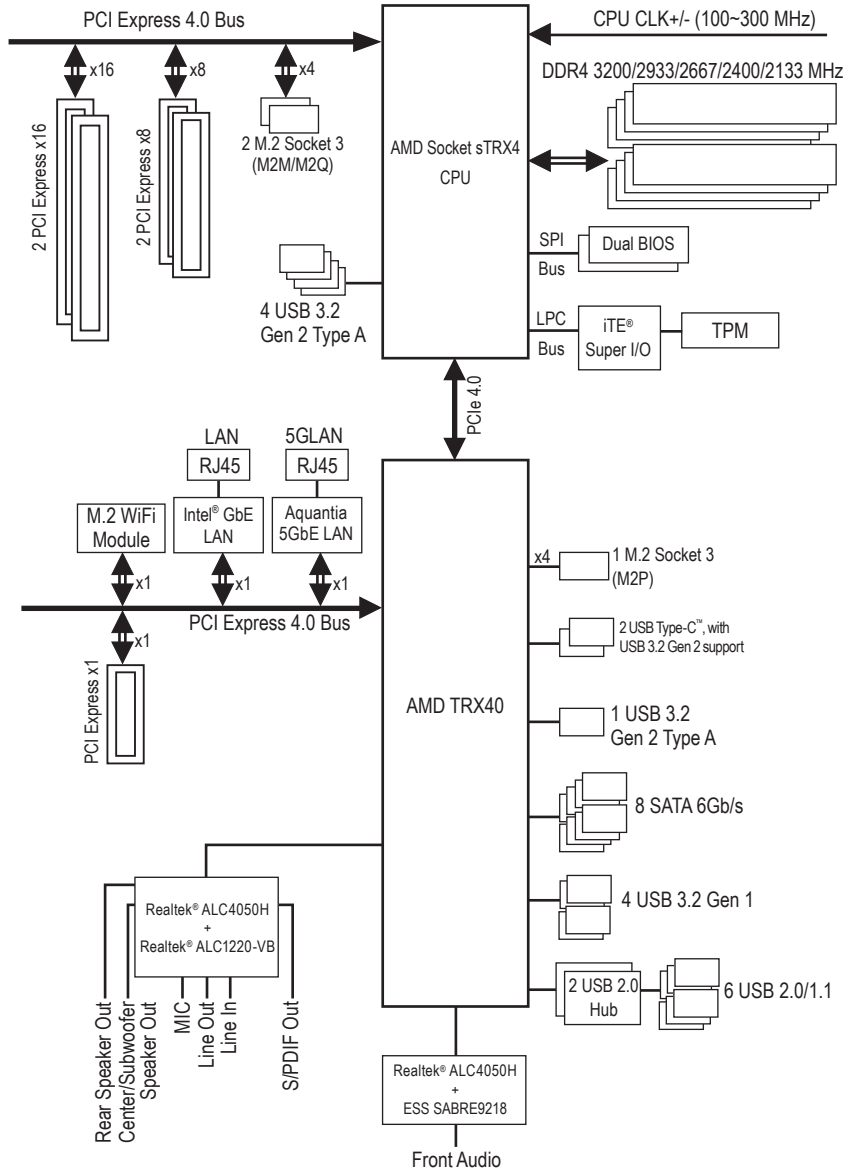 PCI Express 4.0 Bus
CPU CLK+/- (100~300 MHz)
x16
x8
x4
DDR4 3200/2933/2667/2400/2133 MHz
2 PCI Express x16
2 PCI Express x8
2 M.2 Socket 3
(M2M/M2Q)
AMD Socket sTRX4
CPU
SPI
Bus
Dual BIOS
4 USB 3.2
Gen 2 Type A
LPC
Bus
iTE®
Super I/O
TPM
PCIe 4.0
LAN
5GLAN
RJ45
RJ45
M.2 WiFi
Module
Intel® GbE
LAN
Aquantia
5GbE LAN
x1
x1
x1
PCI Express 4.0 Bus
x1
PCI Express x1
AMD TRX40
x4
1 M.2 Socket 3
(M2P)
2 USB Type-C™, with
USB 3.2 Gen 2 support
1 USB 3.2
Gen 2 Type A
8 SATA 6Gb/s
4 USB 3.2 Gen 1
2 USB 2.0
Hub
6 USB 2.0/1.1
Realtek® ALC4050H
+
Realtek® ALC1220-VB
Rear Speaker Out
Center/Subwoofer
Speaker Out
MIC
Line Out
Line In
S/PDIF Out
Realtek® ALC4050H
+
ESS SABRE9218
Front Audio